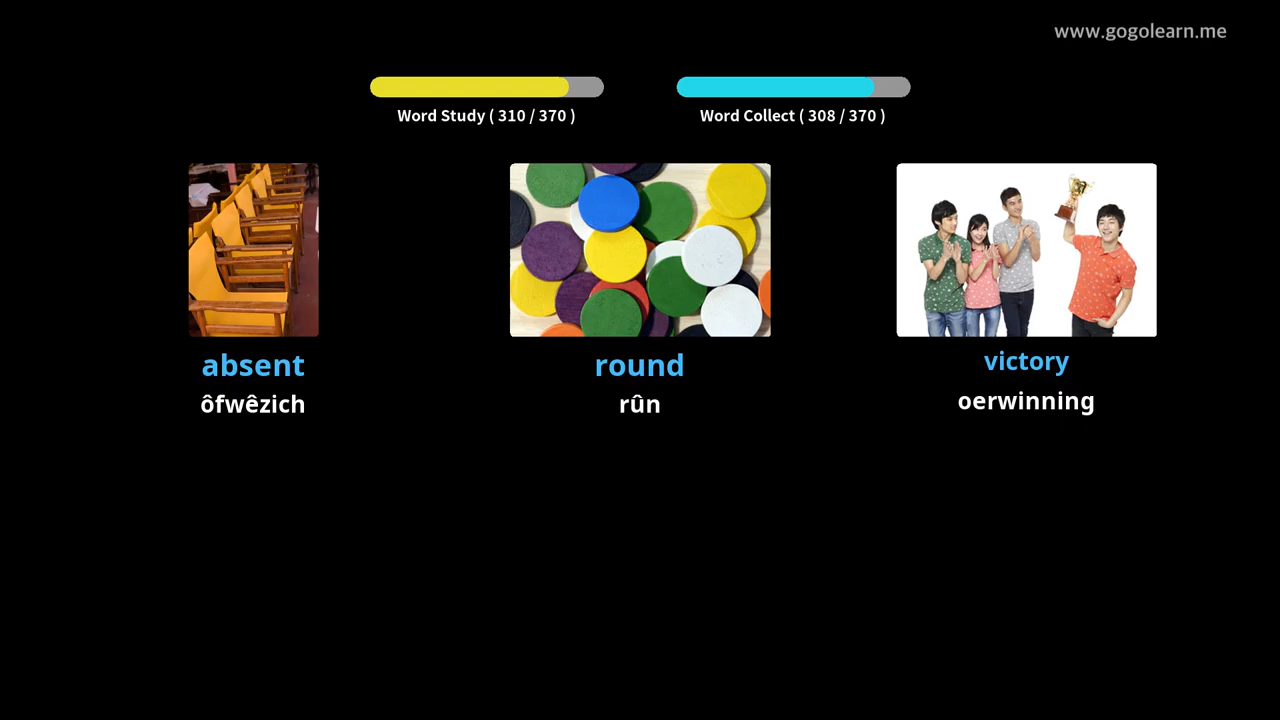 www.gogolearn.me
Word Study ( 310 / 370 )
Word Collect ( 308 / 370 )
absent
ôfwêzich
round
rûn
victory
oerwinning